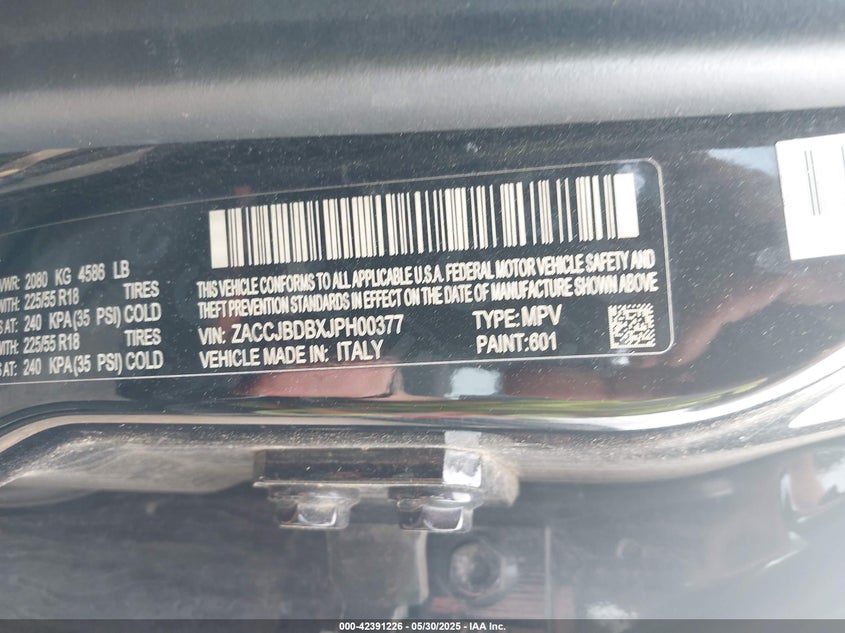 VWR: 2080 KG 4586 LB
WITH: 225/55 R18 TIRES
S AT: 240 KPA(35 PSI) COLD
WITH: 225/55 R18 TIRES
S AT: 240 KPA(35 PSI) COLD
THIS VEHICLE CONFORMS TO ALL APPLICABLE U.S.A. FEDERAL MOTOR VEHICLE SAFETY AND
THEFT PREVENTION STANDARDS IN EFFECT ON THE DATE OF MANUFACTURE SHOWN ABOVE
VIN: ZACCJBDBXJPH00377 TYPE: MPV
VEHICLE MADE IN: ITALY PAINT:601
000-42391226 - 05/30/2025 - IAA Inc.